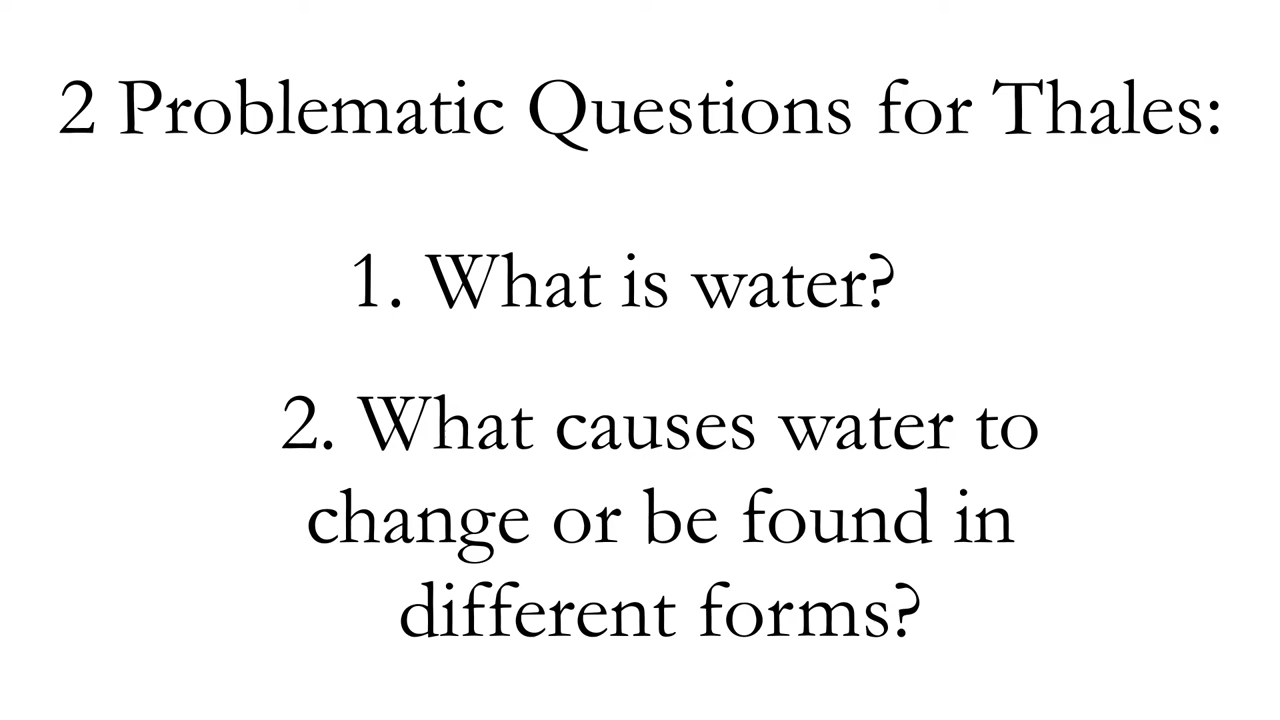 2 Problematic Questions for Thales:
1. What is water?
2. What causes water to
change or be found in
different forms?